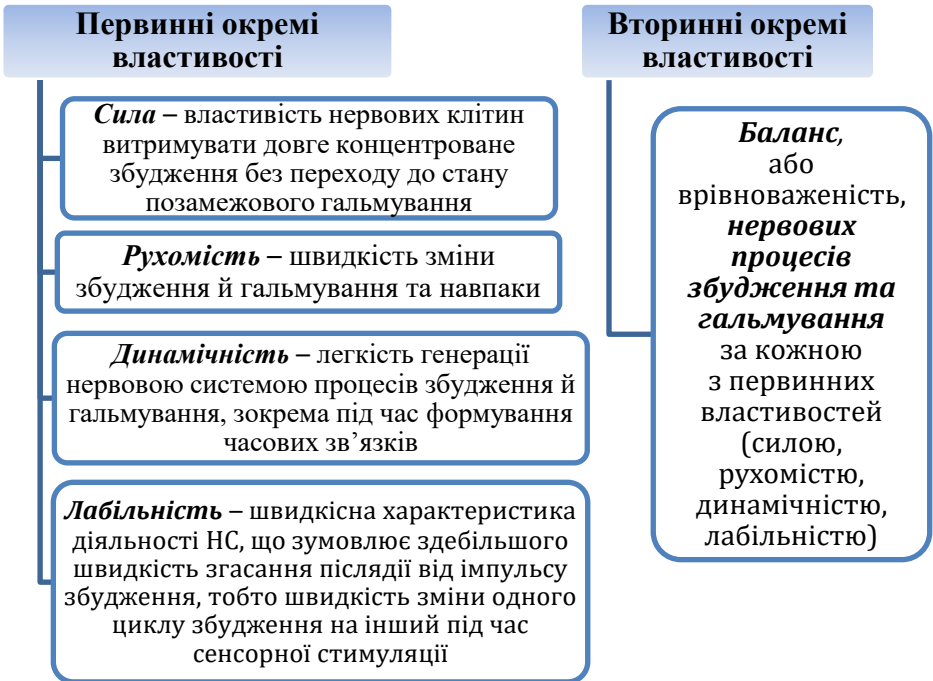 Первинні окремі
властивості
Сила – властивість нервових клітин
витримувати довге концентроване
збудження без переходу до стану
позамежового гальмування
Рухомість – швидкість зміни
збудження й гальмування та навпаки
Динамічність – легкість генерації
нервовою системою процесів збудження й
гальмування, зокрема під час формування
часових зв’язків
Лабільність – швидкісна характеристика
діяльності НС, що зумовлює здебільшого
швидкість згасання післядії від імпульсу
збудження, тобто швидкість зміни одного
циклу збудження на інший під час
сенсорної стимуляції
Вторинні окремі
властивості
Баланс,
або
врівноваженість,
нервових
процесів
збудження та
гальмування
за кожною
з первинних
властивостей
(силою,
рухомістю,
динамічністю,
лабільністю)